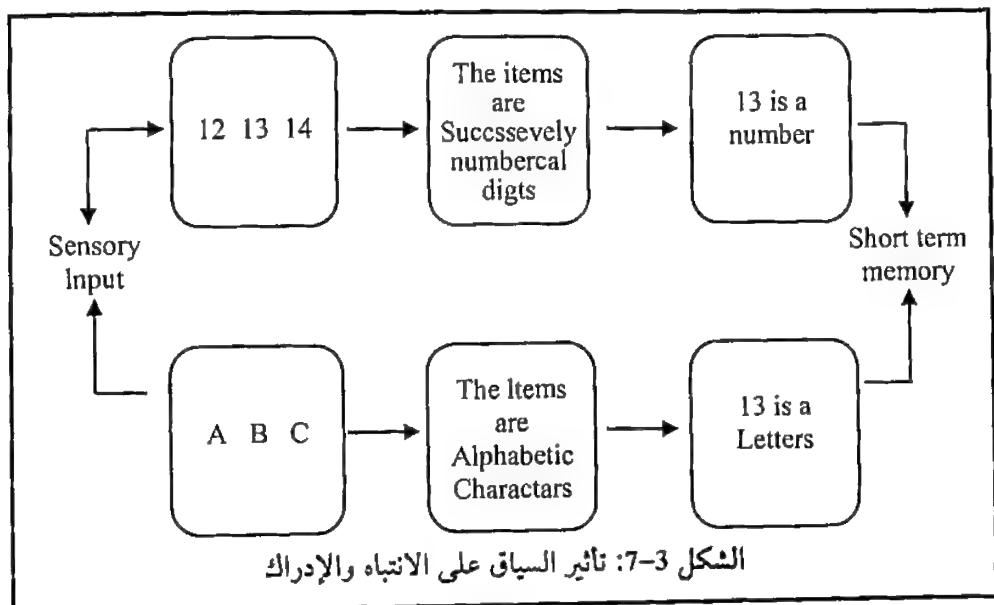 12 13 14
The items
are
Succssevely
numbercal
digts
13 is a
number
Sensory
Input
Short term
memory
A B C
The Items
are
Alphabetic
Charactars
13 is a
Letters
الشكل 3-7: تأثير السياق على الانتباه والإدراك